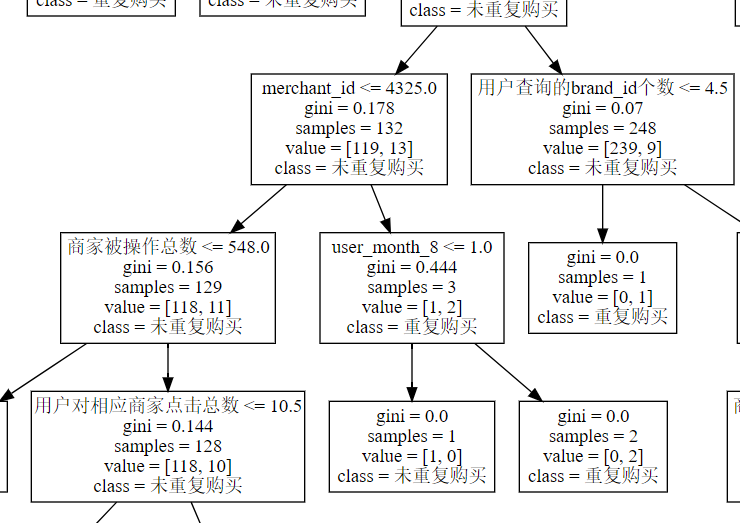 class = 重复购买
class = 未重复购买
class = 未重复购买
merchant_id <= 4325.0
gini = 0.178
samples = 132
value = [119, 13]
class = 未重复购买
用户查询的brand_id个数 <= 4.5
gini = 0.07
samples = 248
value = [239, 9]
class = 未重复购买
商家被操作总数 <= 548.0
gini = 0.156
samples = 129
value = [118, 11]
class = 未重复购买
user_month_8 <= 1.0
gini = 0.444
samples = 3
value = [1, 2]
class = 重复购买
gini = 0.0
samples = 1
value = [0, 1]
class = 重复购买
用户对相应商家点击总数 <= 10.5
gini = 0.144
samples = 128
value = [118, 10]
class = 未重复购买
gini = 0.0
samples = 1
value = [1, 0]
class = 未重复购买
gini = 0.0
samples = 2
value = [0, 2]
class = 重复购买